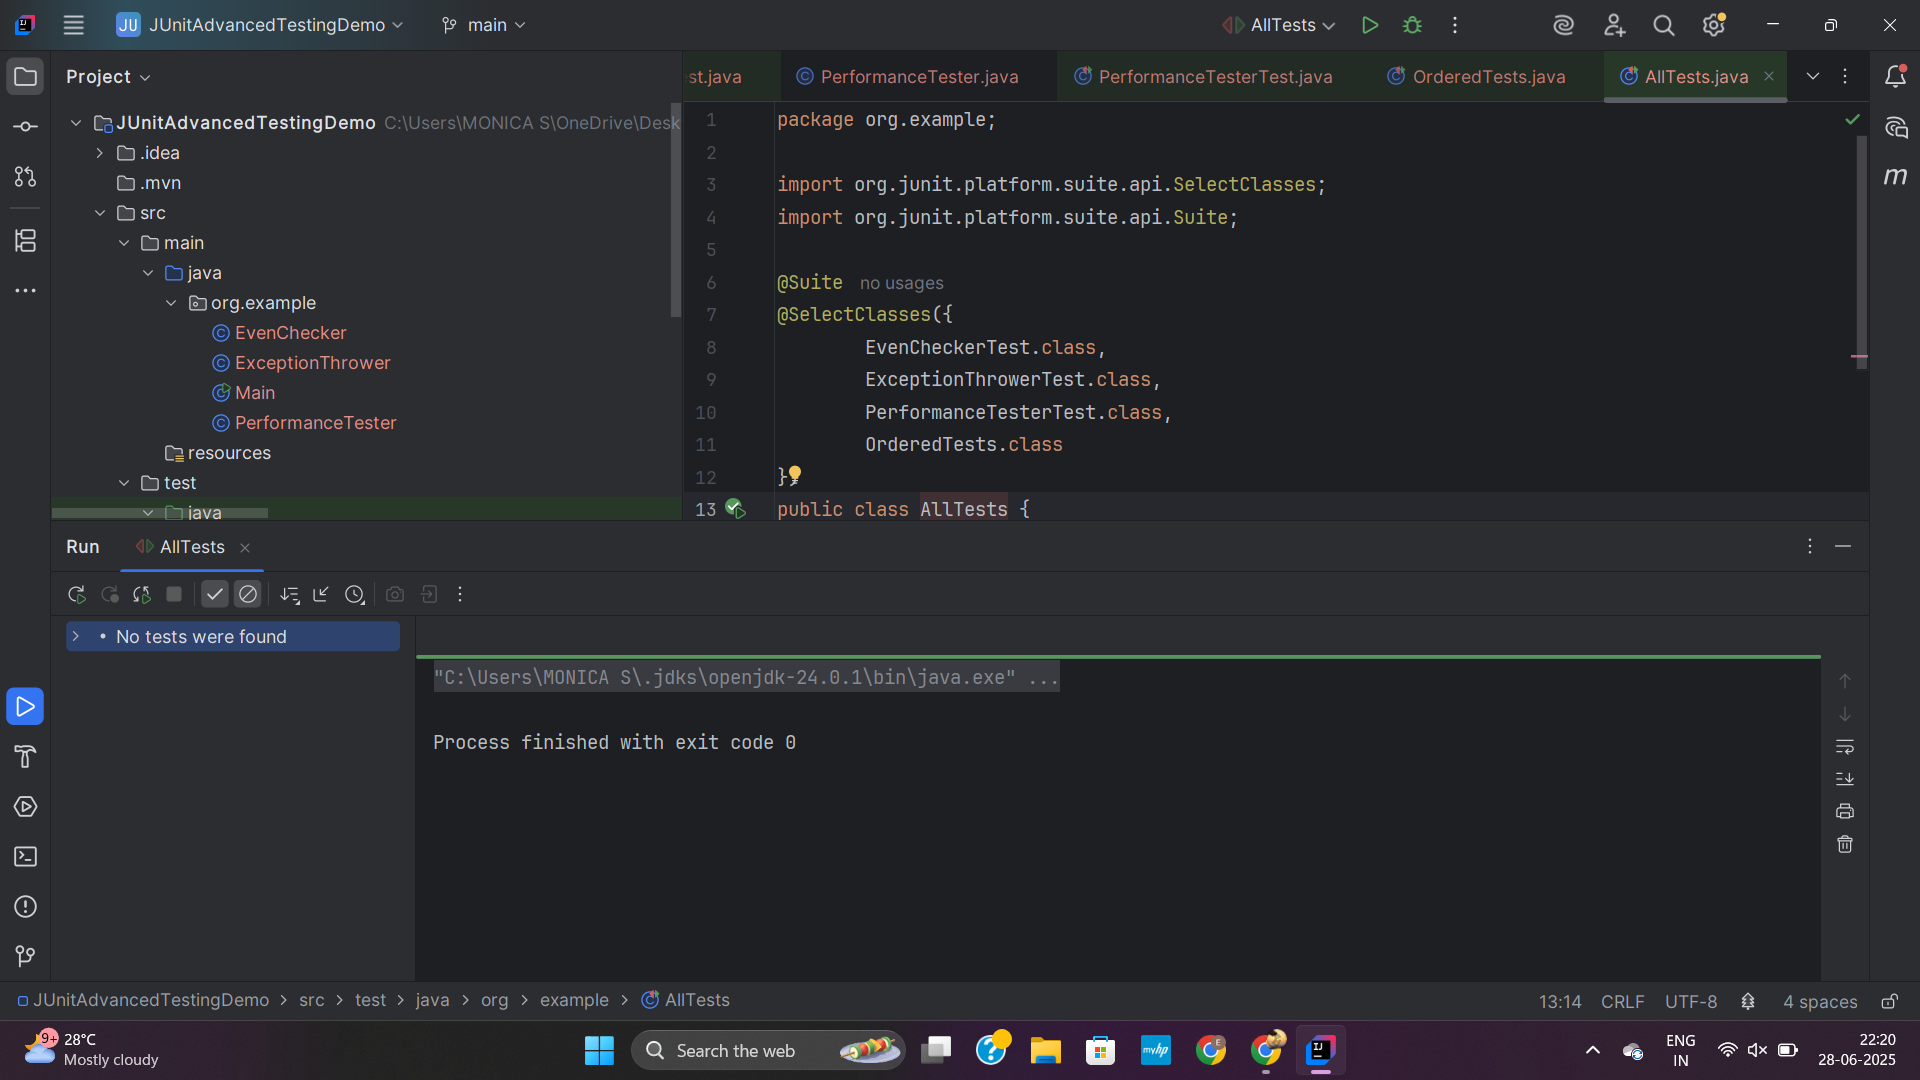 JU JUnitAdvancedTestingDemo main AllTests
Project
st.java PerformanceTester.java PerformanceTesterTest.java OrderedTests.java AllTests.java
JUnitAdvancedTestingDemo C:\Users\MONICA S\OneDrive\Desk
.idea
.mvn
src
main
java
org.example
EvenChecker
ExceptionThrower
Main
PerformanceTester
resources
test
java
1 package org.example;
2
3 import org.junit.platform.suite.api.SelectClasses;
4 import org.junit.platform.suite.api.Suite;
5
6 @Suite no usages
7 @SelectClasses({
8 EvenCheckerTest.class,
9 ExceptionThrowerTest.class,
10 PerformanceTesterTest.class,
11 OrderedTests.class
12 }
13 public class AllTests {
Run AllTests
No tests were found
"C:\Users\MONICA S\.jdks\openjdk-24.0.1\bin\java.exe" ...
Process finished with exit code 0
JUnitAdvancedTestingDemo > src > test > java > org > example > AllTests
13:14 CRLF UTF-8 4 spaces
9+ 28°C
Mostly cloudy
Search the web
myhp
ENG
IN
22:20
28-06-2025